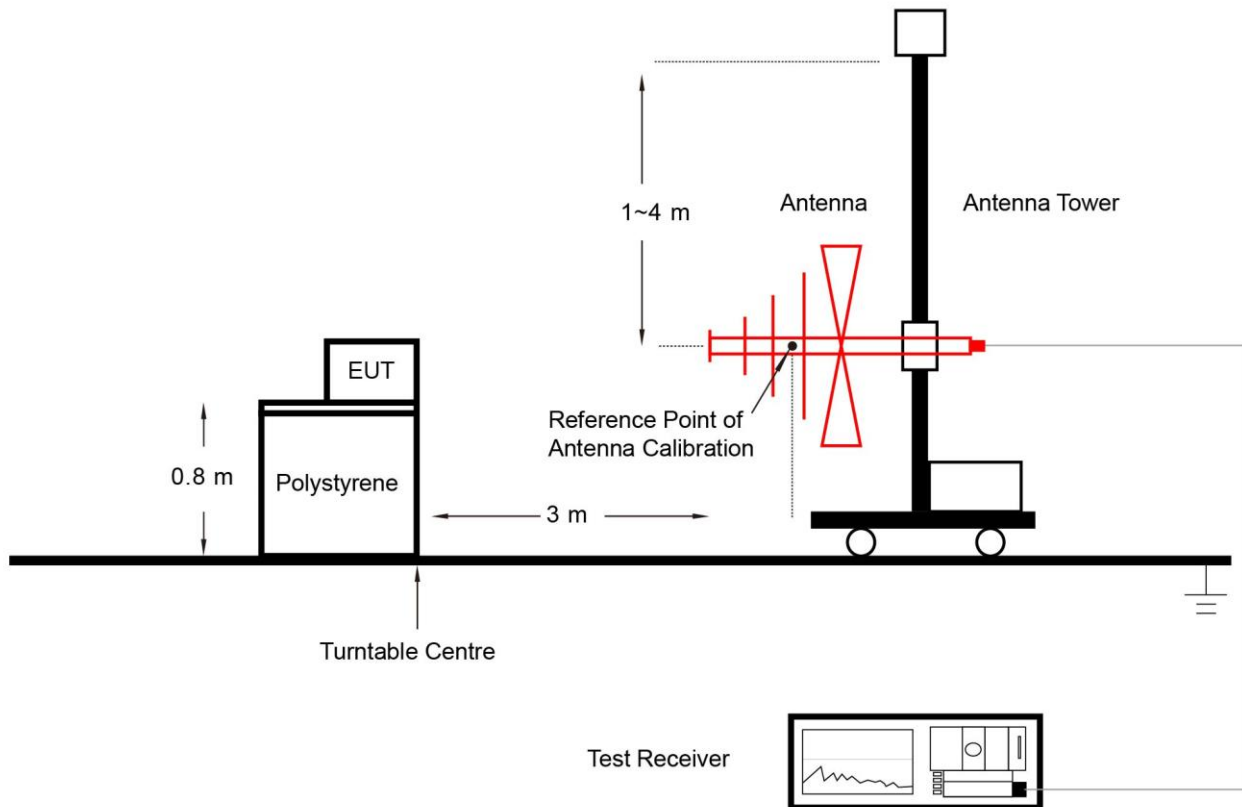 1~4 m
Antenna
Antenna Tower
EUT
Reference Point of
Antenna Calibration
0.8 m
Polystyrene
3 m
Turntable Centre
Test Receiver